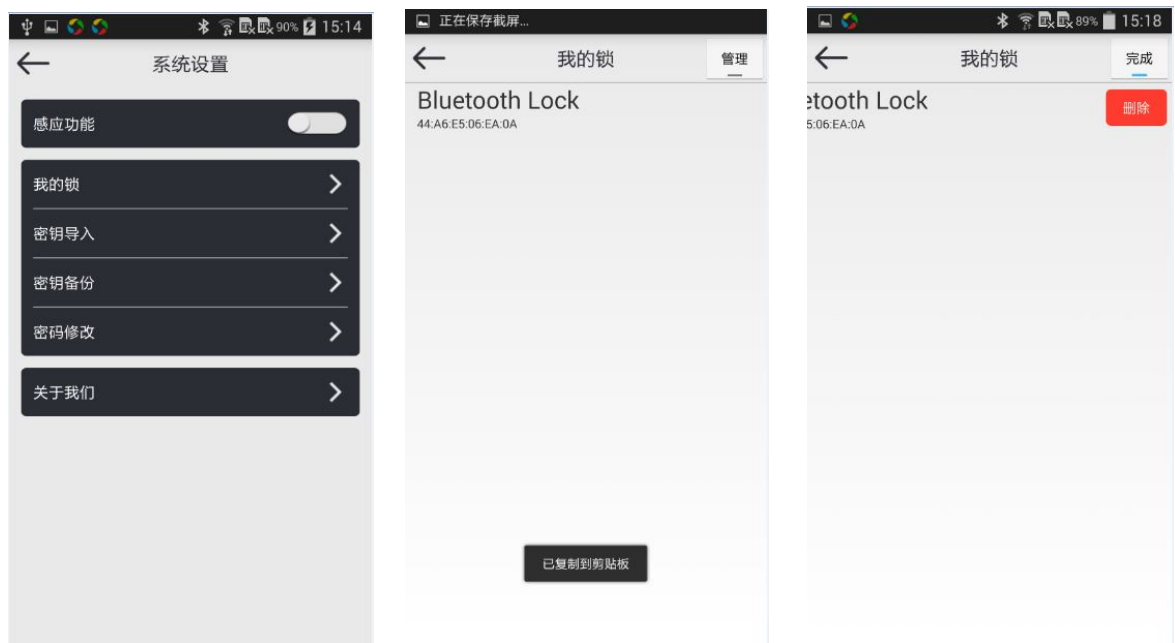 90% 15:14
系统设置
感应功能
我的锁
密钥导入
密钥备份
密码修改
关于我们
正在保存截屏...
我的锁
管理
Bluetooth Lock
44:A6:E5:06:EA:0A
已复制到剪贴板
89% 15:18
我的锁
完成
etooth Lock
5:06:EA:0A
删除